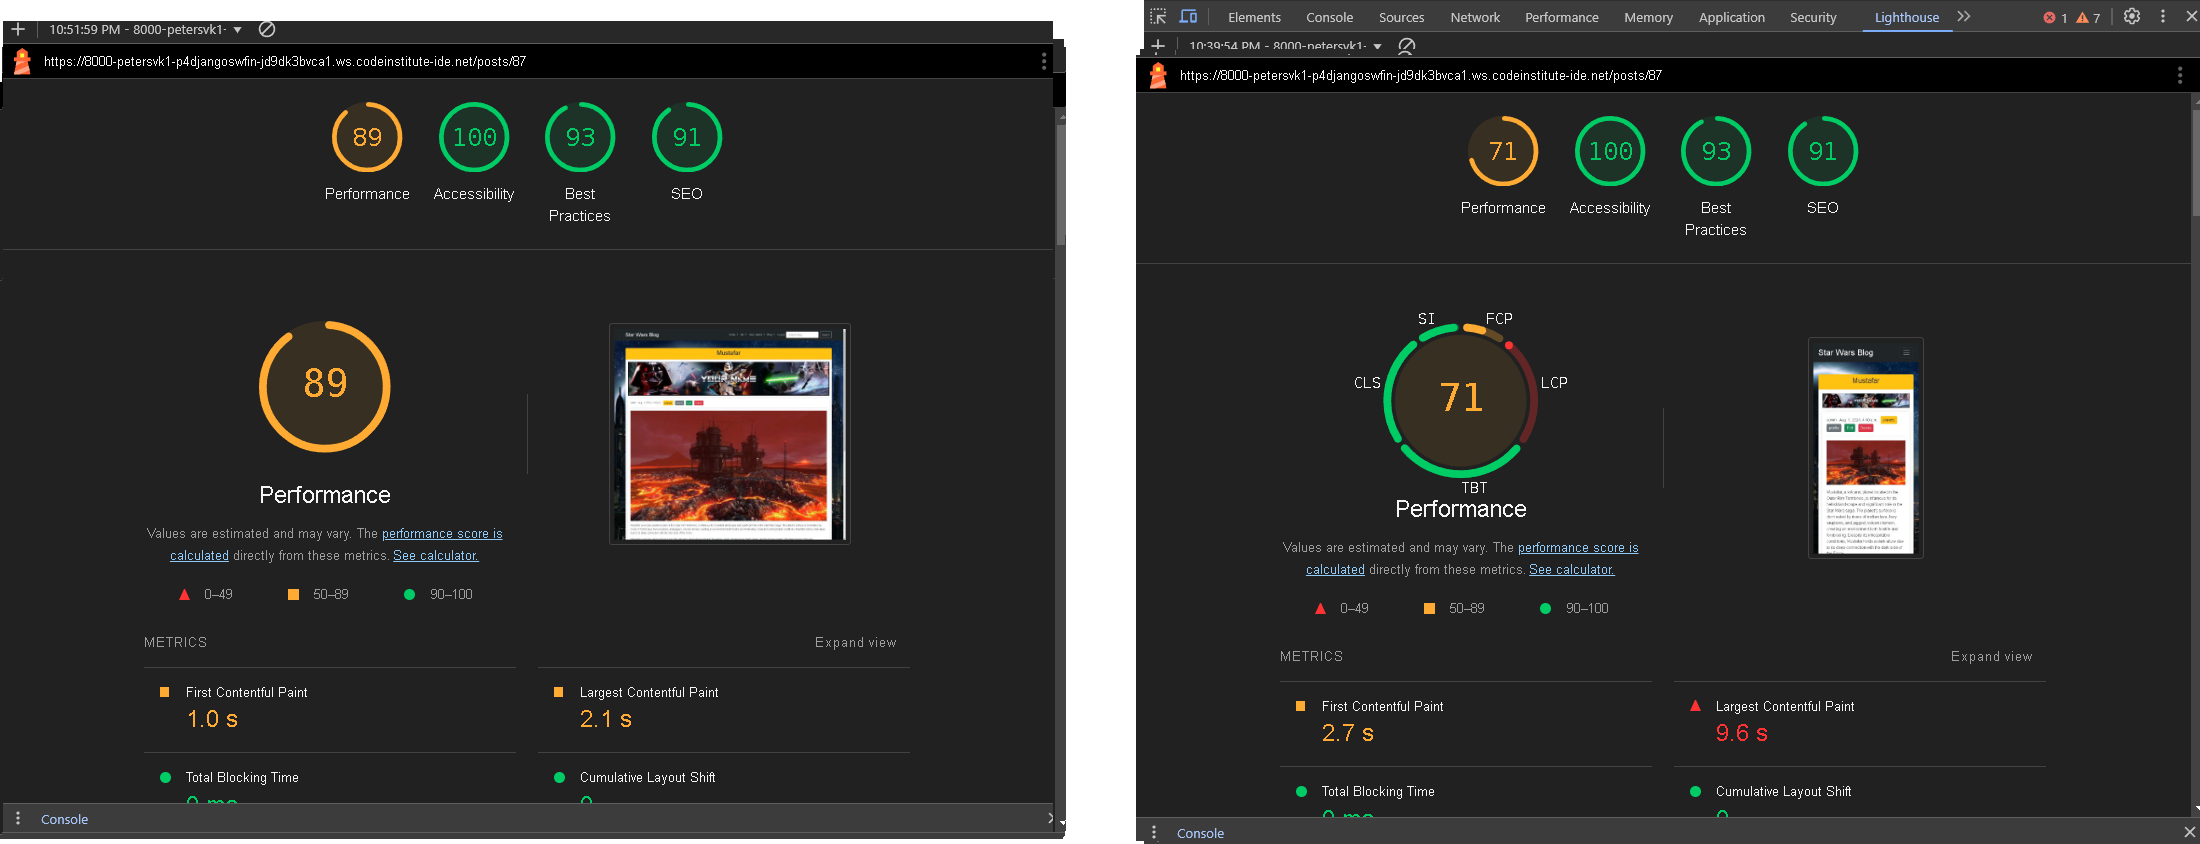 10:51:59 PM - 8000-petersvk1-
https://8000-petersvk1-p4djangoswfin-jd9dk3bvca1.ws.codeinstitute-ide.net/posts/87
89
100
93
91
Performance
Accessibility
Best
Practices
SEO
89
Performance
Values are estimated and may vary. The performance score is
calculated directly from these metrics. See calculator.
0–49
50–89
90–100
Star Wars Blog
Mustafar
YOUR NAME
METRICS
Expand view
First Contentful Paint
1.0 s
Largest Contentful Paint
2.1 s
Total Blocking Time
Cumulative Layout Shift
Console
Elements
Console
Sources
Network
Performance
Memory
Application
Security
Lighthouse
1
7
10:39:54 PM - 8000-petersvk1-
https://8000-petersvk1-p4djangoswfin-jd9dk3bvca1.ws.codeinstitute-ide.net/posts/87
71
100
93
91
Performance
Accessibility
Best
Practices
SEO
SI
FCP
CLS
LCP
71
TBT
Performance
Values are estimated and may vary. The performance score is
calculated directly from these metrics. See calculator.
0–49
50–89
90–100
Star Wars Blog
Mustafar
METRICS
Expand view
First Contentful Paint
2.7 s
Largest Contentful Paint
9.6 s
Total Blocking Time
Cumulative Layout Shift
Console